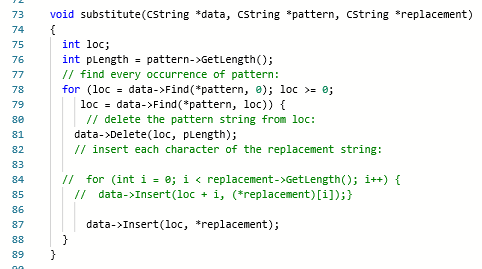 73 void substitute(CString *data, CString *pattern, CString *replacement)
74 {
75 int loc;
76 int pLength = pattern->GetLength();
77 // find every occurrence of pattern:
78 for (loc = data->Find(*pattern, 0); loc >= 0;
79 loc = data->Find(*pattern, loc)) {
80 // delete the pattern string from loc:
81 data->Delete(loc, pLength);
82 // insert each character of the replacement string:
83
84 // for (int i = 0; i < replacement->GetLength(); i++) {
85 // data->Insert(loc + i, (*replacement)[i]);}
86
87 data->Insert(loc, *replacement);
88 }
89 }